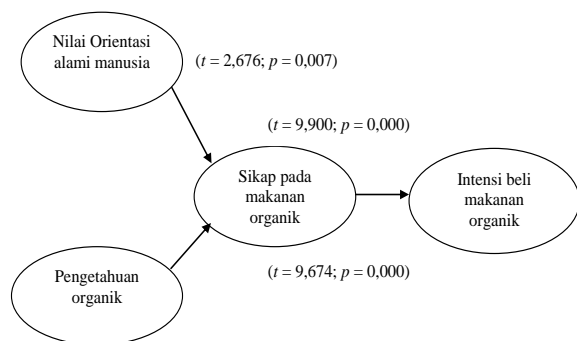 Nilai Orientasi
alami manusia
(t = 2,676; p = 0,007)
(t = 9,900; p = 0,000)
Sikap pada
makanan
organik
Intensi beli
makanan
organik
Pengetahuan
organik
(t = 9,674; p = 0,000)